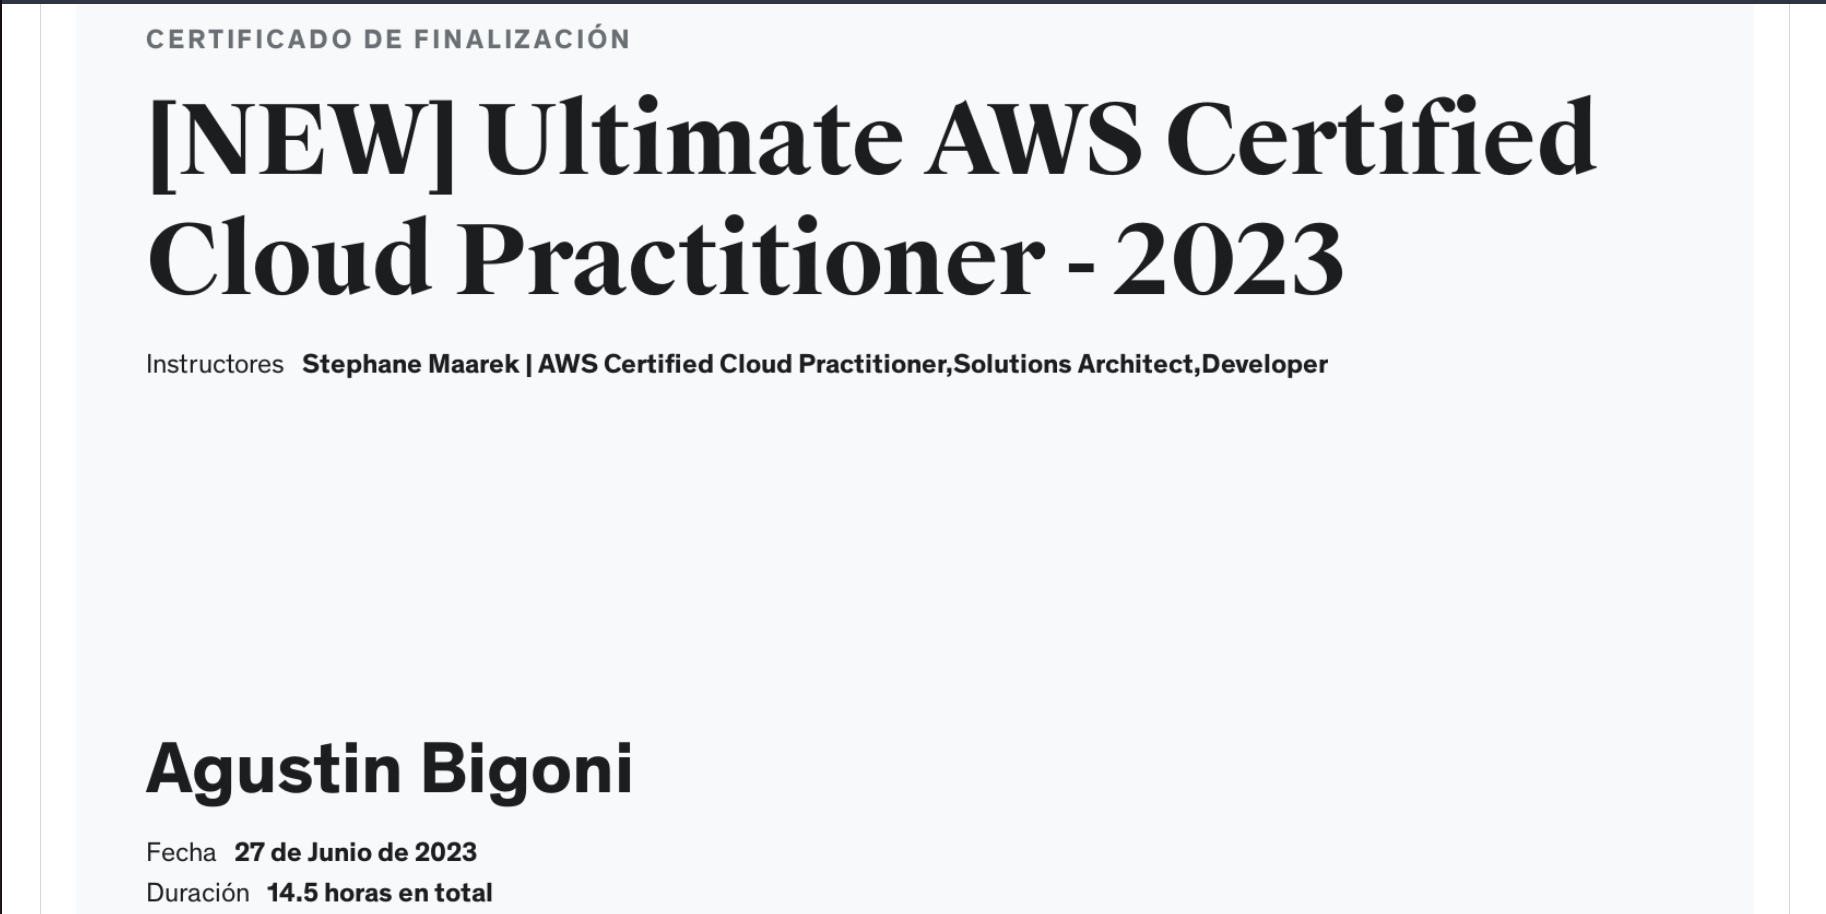 CERTIFICADO DE FINALIZACIÓN
[NEW] Ultimate AWS Certified
Cloud Practitioner - 2023
Instructores Stephane Maarek | AWS Certified Cloud Practitioner,Solutions Architect,Developer
Agustin Bigoni
Fecha 27 de Junio de 2023
Duración 14.5 horas en total